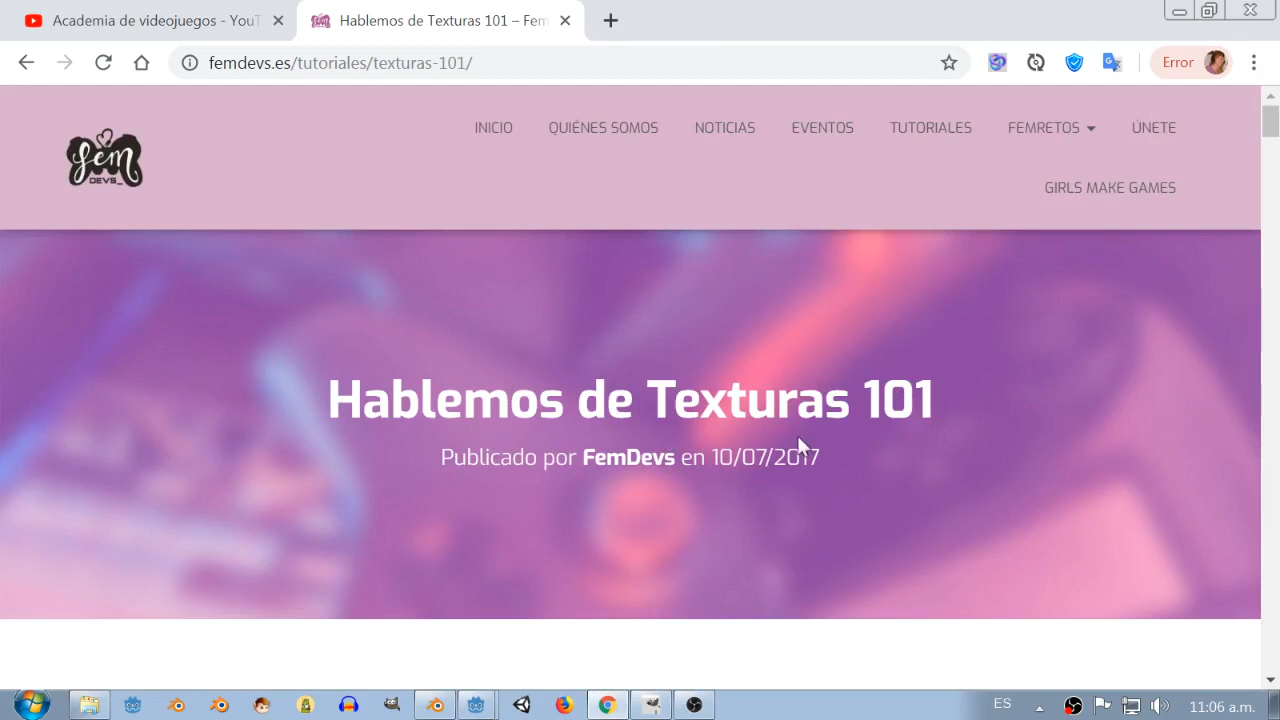 Academia de videojuegos - YouT
Hablemos de Texturas 101 – Fem
femdevs.es/tutoriales/texturas-101/
Error
fem
DEVS_
INICIO
QUIÉNES SOMOS
NOTICIAS
EVENTOS
TUTORIALES
FEMRETOS
ÚNETE
GIRLS MAKE GAMES
Hablemos de Texturas 101
Publicado por FemDevs en 10/07/2017
ES
11:06 a.m.